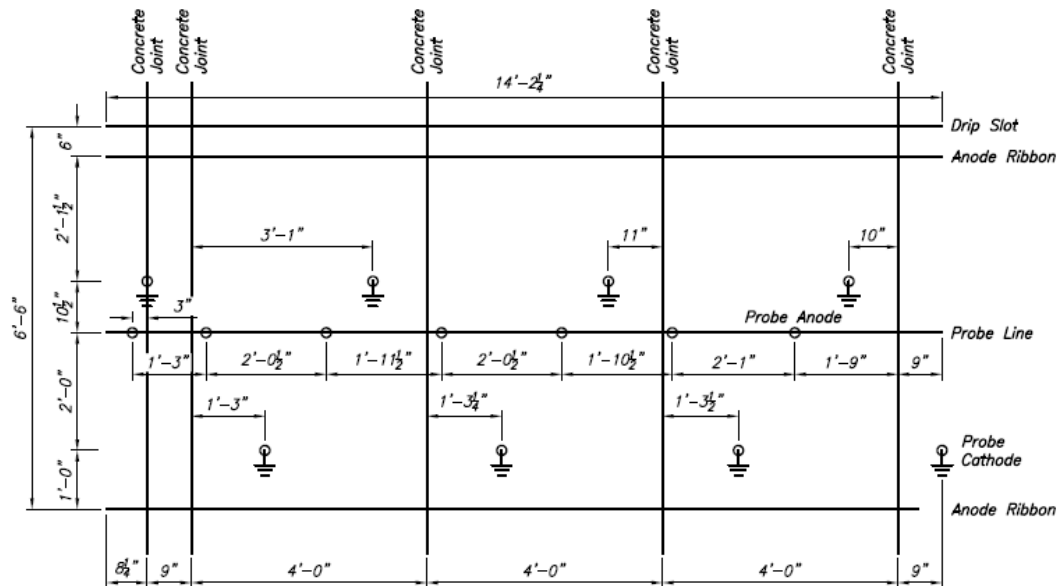 Concrete
Joint
Concrete
Joint
Concrete
Joint
Concrete
Joint
Concrete
Joint
14'-2¼"
Drip Slot
6"
Anode Ribbon
2'-1½"
3'-1"
11"
10"
6'-6"
10½"
3"
Probe Anode
Probe Line
1'-3"
2'-0½"
1'-11½"
2'-0½"
1'-10½"
2'-1"
1'-9"
9"
2'-0"
1'-3"
1'-3¼"
1'-3½"
Probe
Cathode
1'-0"
Anode Ribbon
8¼"
9"
4'-0"
4'-0"
4'-0"
9"